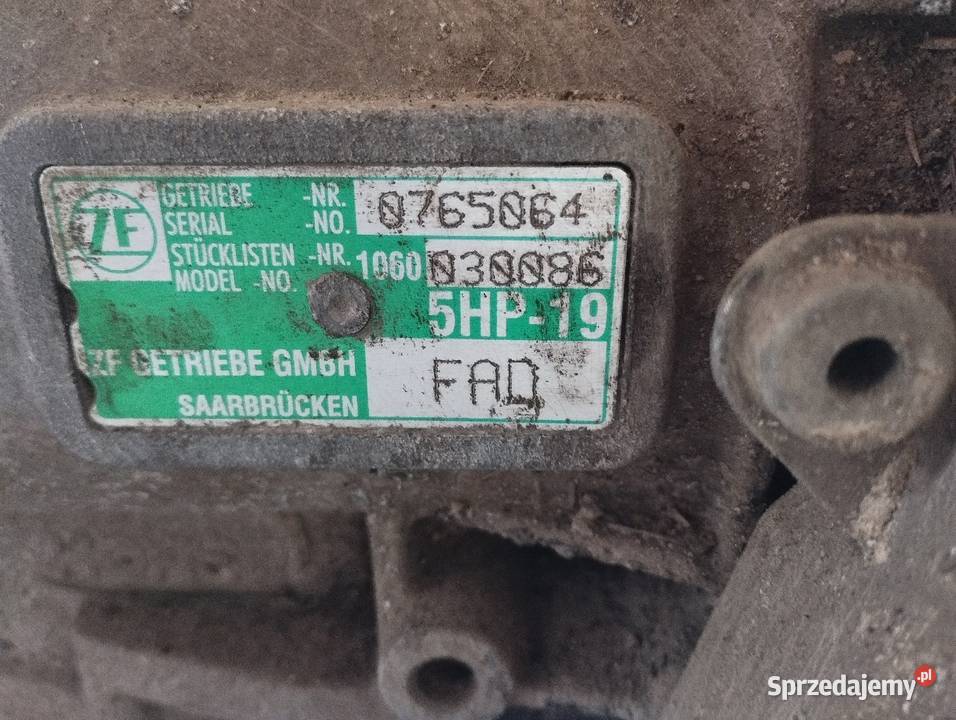 ZF
GETRIEBE -NR. 0765064
SERIAL -NO.
STÜCKLISTEN -NR. 1060 030086
MODEL -NO.
5HP-19
ZF GETRIEBE GMBH FAQ
SAARBRÜCKEN
Sprzedajemy.pl